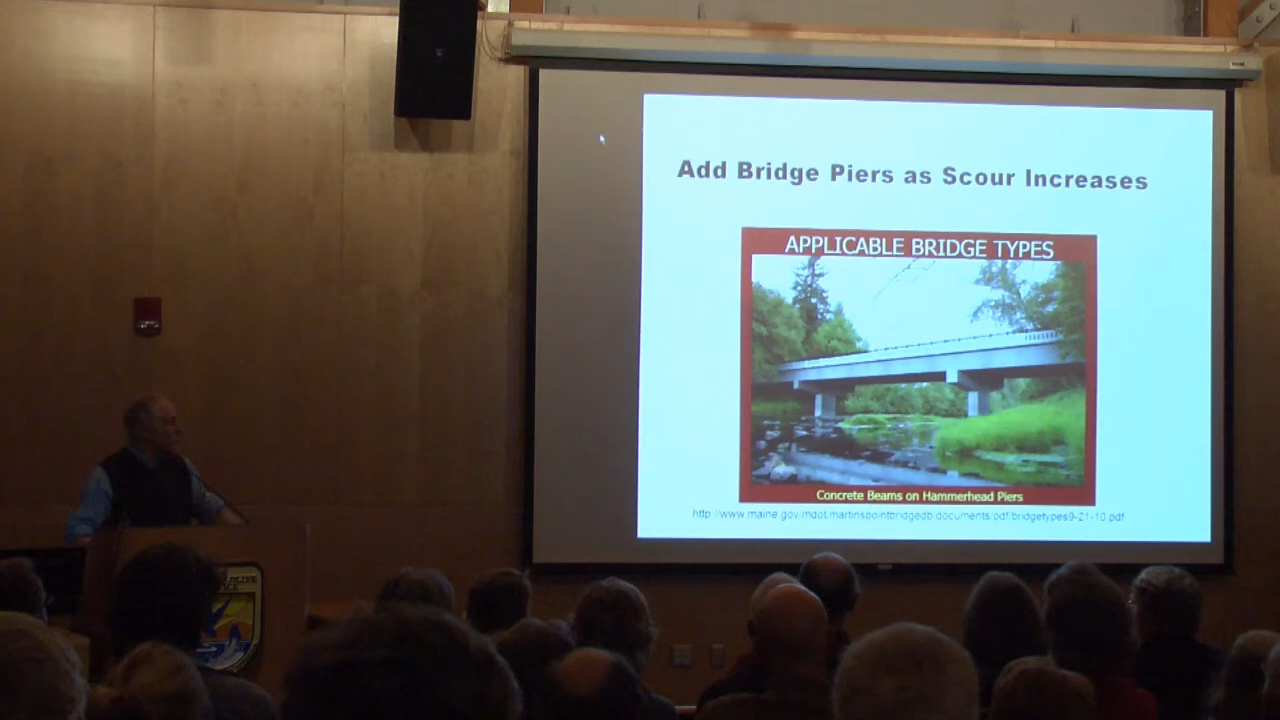 Add Bridge Piers as Scour Increases
APPLICABLE BRIDGE TYPES
Concrete Beams on Hammerhead Piers
http://www.maine.gov/mdot/martinspointbridgedb/documents/pdf/bridgetypes9-21-10.pdf